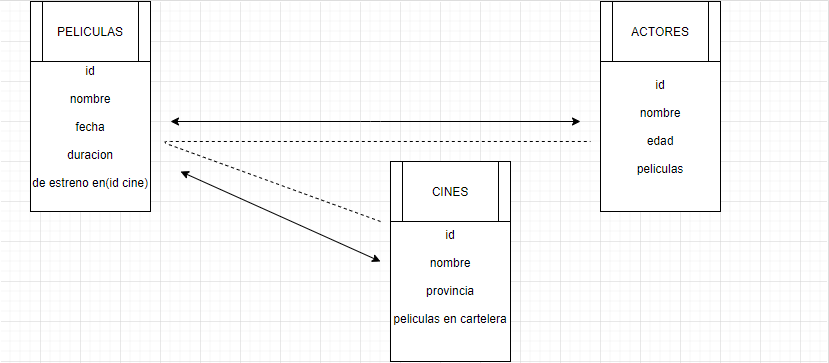 PELICULAS
id
nombre
fecha
duracion
de estreno en(id cine)
ACTORES
id
nombre
edad
peliculas
CINES
id
nombre
provincia
peliculas en cartelera